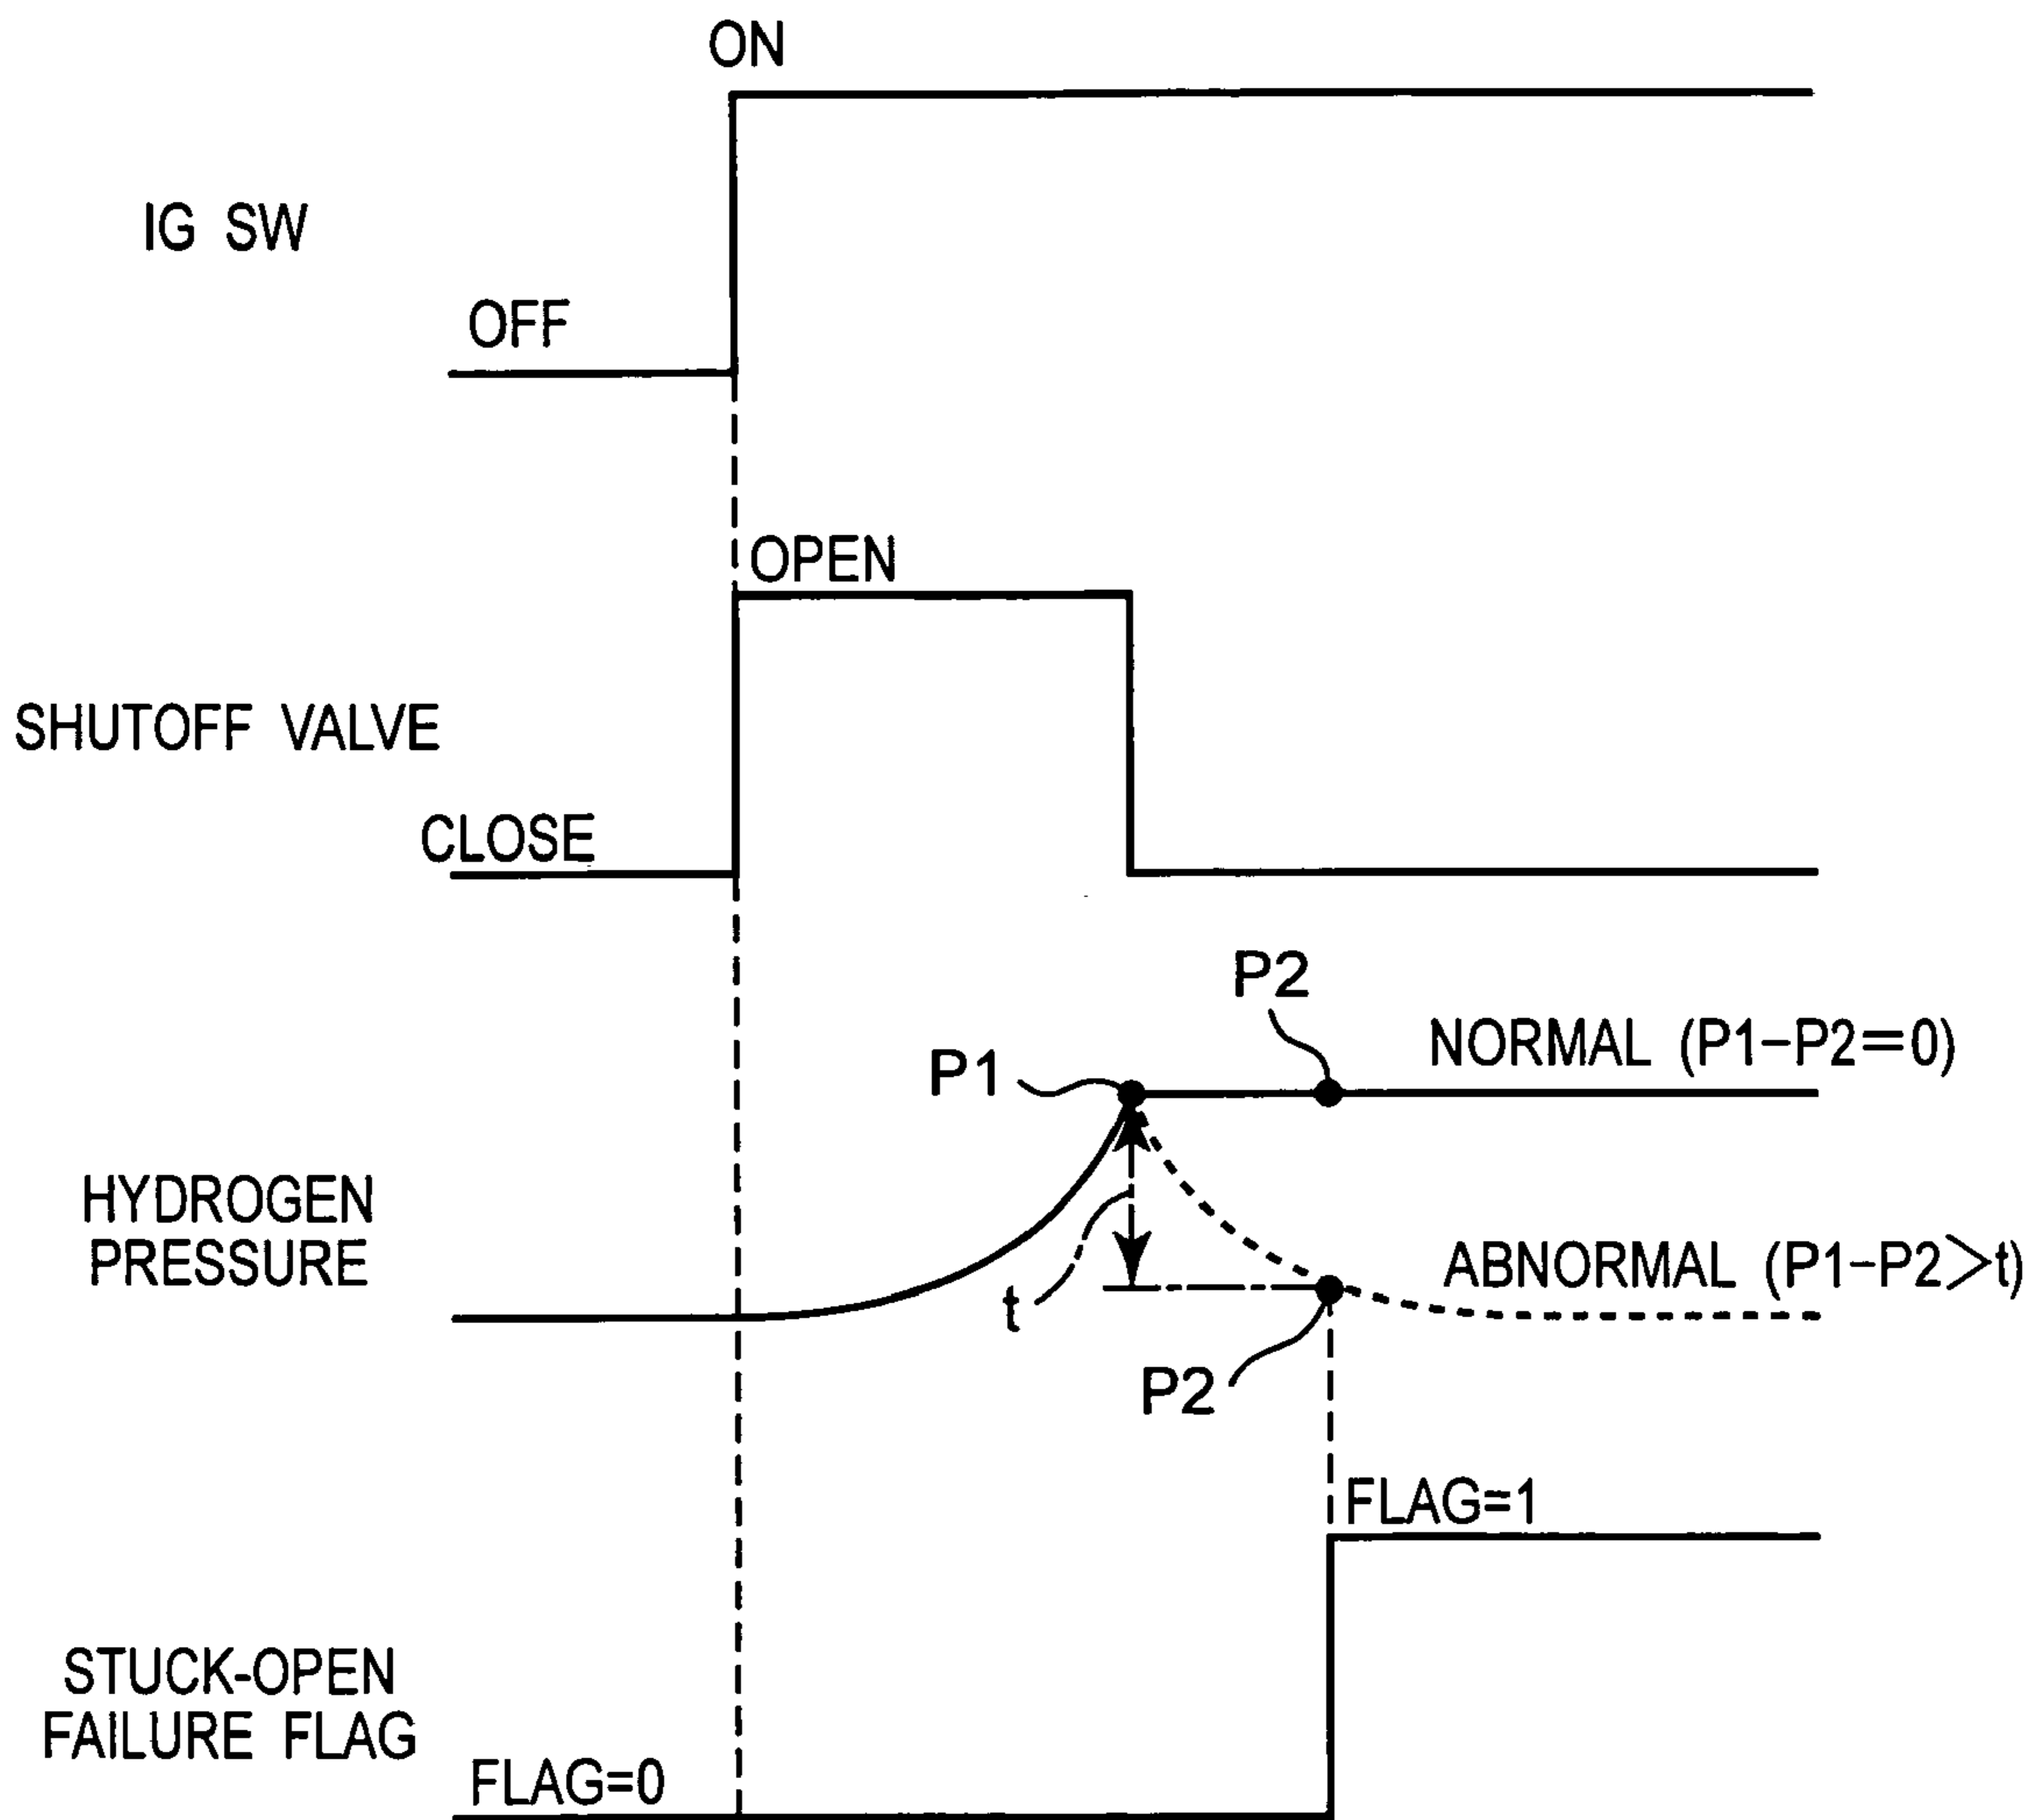 ON
IG SW
OFF
OPEN
SHUTOFF VALVE
CLOSE
P2
NORMAL (P1-P2=0)
P1
HYDROGEN
PRESSURE
ABNORMAL (P1-P2>t)
t
P2
FLAG=1
STUCK-OPEN
FAILURE FLAG
FLAG=0